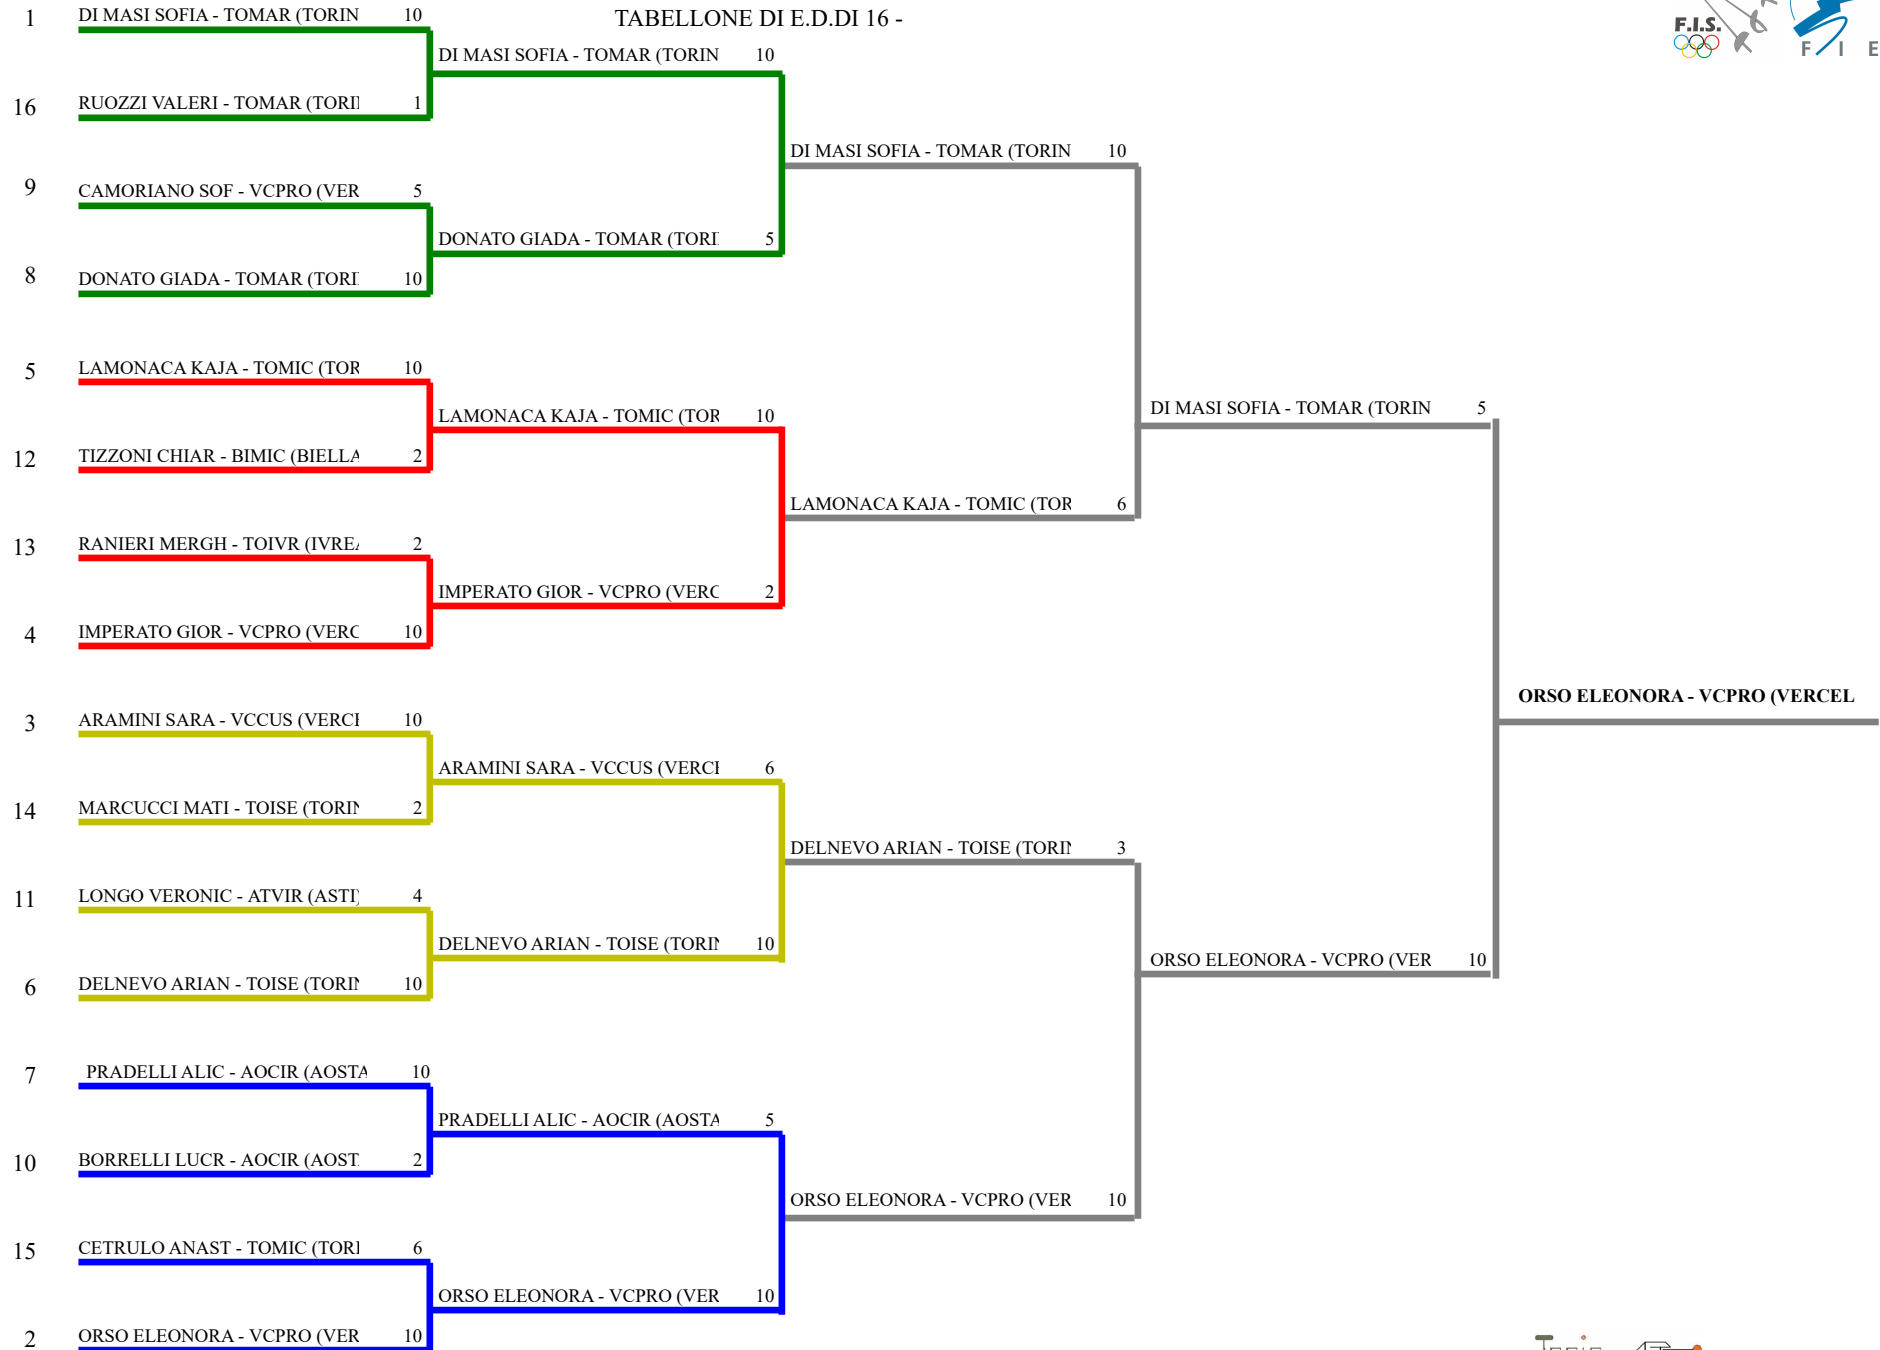 TABELLONE DI E.D.DI 16 -
F.I.S.
F I E
1 DI MASI SOFIA - TOMAR (TORIN 10
DI MASI SOFIA - TOMAR (TORIN 10
16 RUOZZI VALERI - TOMAR (TORI 1
DI MASI SOFIA - TOMAR (TORIN 10
9 CAMORIANO SOF - VCPRO (VER 5
DONATO GIADA - TOMAR (TORI 5
8 DONATO GIADA - TOMAR (TORI 10
5 LAMONACA KAJA - TOMIC (TOR 10
DI MASI SOFIA - TOMAR (TORIN 5
LAMONACA KAJA - TOMIC (TOR 10
12 TIZZONI CHIAR - BIMIC (BIELLA 2
LAMONACA KAJA - TOMIC (TOR 6
13 RANIERI MERGH - TOIVR (IVREA 2
IMPERATO GIOR - VCPRO (VERC 2
4 IMPERATO GIOR - VCPRO (VERC 10
ORSO ELEONORA - VCPRO (VERCEL
3 ARAMINI SARA - VCCUS (VERCE 10
ARAMINI SARA - VCCUS (VERCE 6
14 MARCUCCI MATI - TOISE (TORIN 2
DELNEVO ARIAN - TOISE (TORIN 3
11 LONGO VERONIC - ATVIR (ASTI) 4
DELNEVO ARIAN - TOISE (TORIN 10
ORSO ELEONORA - VCPRO (VER 10
6 DELNEVO ARIAN - TOISE (TORIN 10
7 PRADELLI ALIC - AOCIR (AOSTA 10
PRADELLI ALIC - AOCIR (AOSTA 5
10 BORRELLI LUCR - AOCIR (AOST 2
ORSO ELEONORA - VCPRO (VER 10
15 CETRULO ANAST - TOMIC (TORI 6
ORSO ELEONORA - VCPRO (VER 10
2 ORSO ELEONORA - VCPRO (VER 10